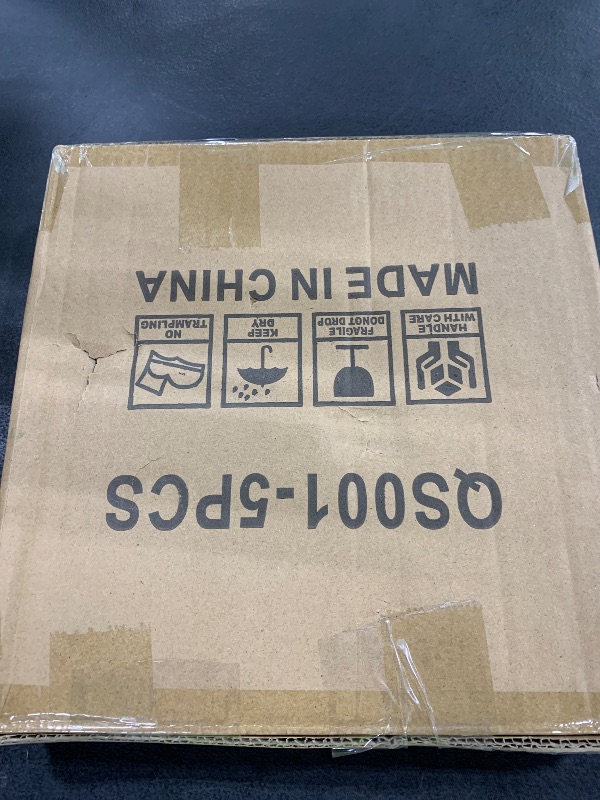 QS001-5PCS
HANDLE
WITH CARE
FRAGILE
DONOT DROP
KEEP
DRY
NO
TRAMPLING
MADE IN CHINA